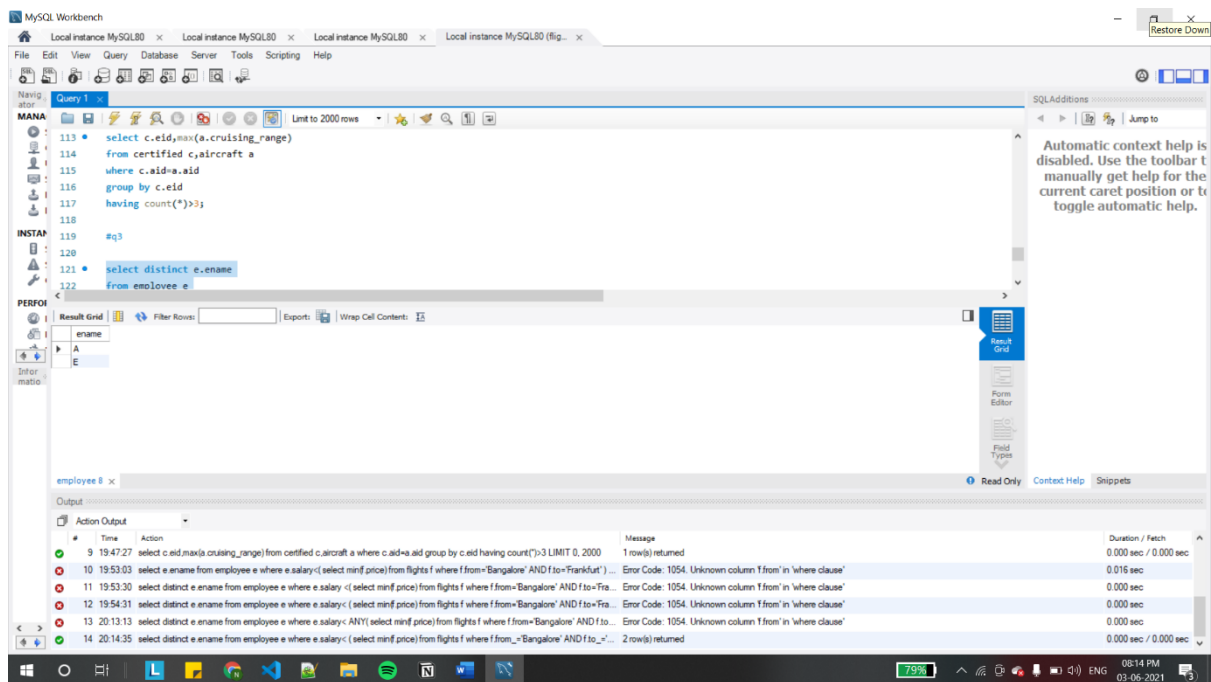 MySQL Workbench
Restore Down
Local instance MySQL80 × Local instance MySQL80 × Local instance MySQL80 × Local instance MySQL80 (flig... ×
File Edit View Query Database Server Tools Scripting Help
Navig
ator
MANA
INSTAN
PERFO
Infor
matio
Query 1 ×
Limit to 2000 rows
113 select c.eid,max(a.cruising_range)
114 from certified c,aircraft a
115 where c.aid=a.aid
116 group by c.eid
117 having count(*)>3;
118
119 #q3
120
121 select distinct e.ename
122 from employee e
Result Grid Filter Rows: Export: Wrap Cell Content:
ename
A
E
Result
Grid
Form
Editor
Field
Types
employee 8 × Read Only
SQLAdditions
Jump to
Automatic context help is
disabled. Use the toolbar t
manually get help for the
current caret position or to
toggle automatic help.
Context Help Snippets
Output
Action Output
# Time Action Message Duration / Fetch
9 19:47:27 select c.eid,max(a.cruising_range) from certified c,aircraft a where c.aid=a.aid group by c.eid having count(*)>3 LIMIT 0, 2000 1 row(s) returned 0.000 sec / 0.000 sec
10 19:53:03 select e.ename from employee e where e.salary<( select min(f.price) from flights f where f.from='Bangalore' AND f.to='Frankfurt' ) ... Error Code: 1054. Unknown column 'f.from' in 'where clause' 0.016 sec
11 19:53:30 select distinct e.ename from employee e where e.salary <( select min(f.price) from flights f where f.from='Bangalore' AND f.to='Fra... Error Code: 1054. Unknown column 'f.from' in 'where clause' 0.000 sec
12 19:54:31 select distinct e.ename from employee e where e.salary< ( select min(f.price) from flights f where f.from='Bangalore' AND f.to='Fra... Error Code: 1054. Unknown column 'f.from' in 'where clause' 0.000 sec
13 20:13:13 select distinct e.ename from employee e where e.salary< ANY( select min(f.price) from flights f where f.from='Bangalore' AND f.to... Error Code: 1054. Unknown column 'f.from' in 'where clause' 0.000 sec
14 20:14:35 select distinct e.ename from employee e where e.salary< ( select min(f.price) from flights f where f.from_='Bangalore' AND f.to_='... 2 row(s) returned 0.000 sec / 0.000 sec
79% ENG 08:14 PM
03-06-2021